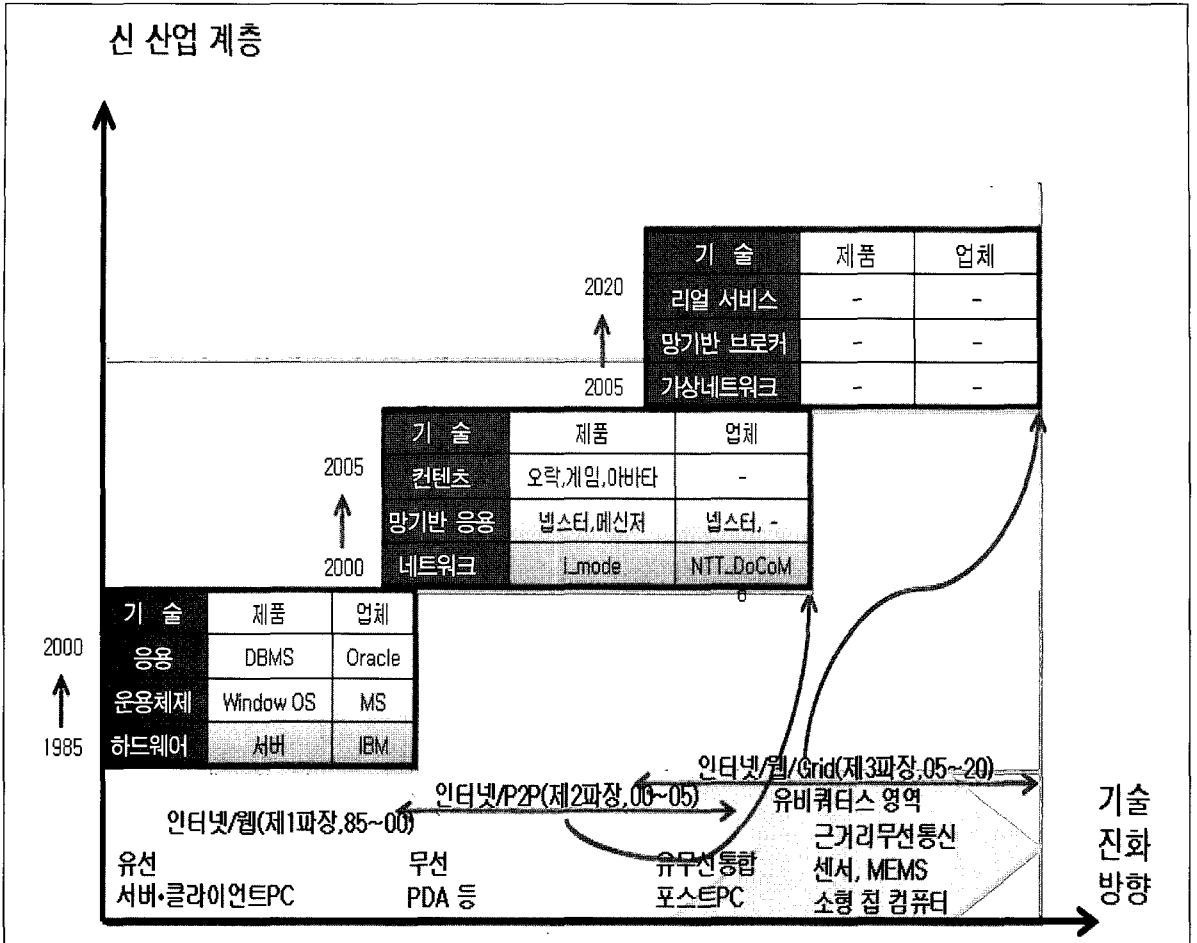 신 산업 계층
기 술 제품 업체
2020 리얼 서비스 - -
망기반 브로커 - -
2005 가상네트워크 - -
기 술 제품 업체
2005 컨텐츠 오락,게임,아바타 -
망기반 응용 넵스터,메신저 넵스터, -
2000 네트워크 I_mode NTT_DoCoM
o
기 술 제품 업체
2000 응용 DBMS Oracle
운용체제 Window OS MS
1985 하드웨어 서버 IBM
인터넷/웹/Grid(제3파장,05~20)
인터넷/P2P(제2파장,00~05)
인터넷/웹(제1파장,85~00)
유비쿼터스 영역
근거리무선통신
센서, MEMS
소형 칩 컴퓨터
유선
서버•클라이언트PC
무선
PDA 등
유무선통합
포스트PC
기술
진화
방향